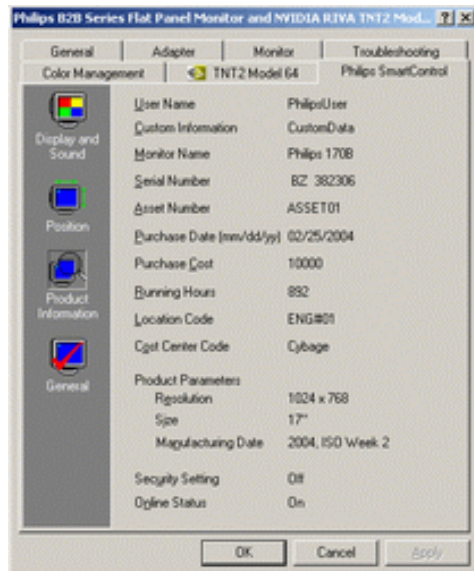 Philips B2B Series Flat Panel Monitor and NVIDIA RIVA TNT2 Mod... ? X
General Adapter Monitor Troubleshooting
Color Management TNT2 Model 64 Philips SmartControl
Display and Sound
Position
Product Information
General
User Name PhilipsUser
Custom Information CustomData
Monitor Name Philips 170B
Serial Number BZ 382306
Asset Number ASSET01
Purchase Date (mm/dd/yy) 02/25/2004
Purchase Cost 10000
Running Hours 892
Location Code ENG#01
Cost Center Code Cybage
Product Parameters
Resolution 1024 x 768
Size 17"
Manufacturing Date 2004, ISO Week 2
Security Setting Off
Online Status On
OK Cancel Apply